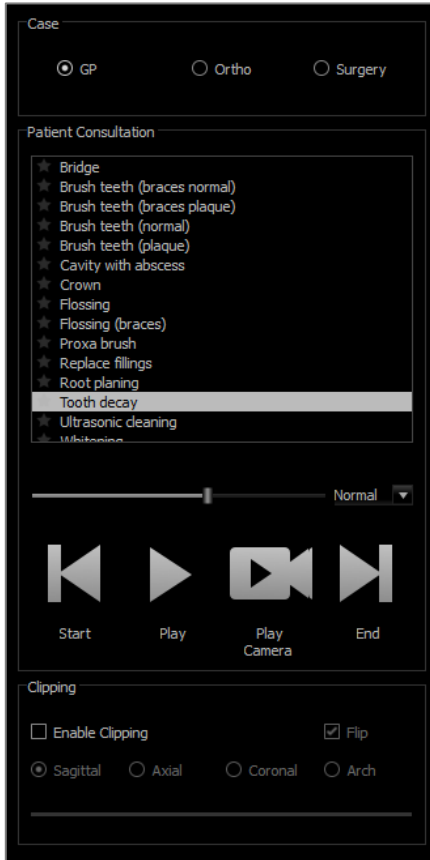 Case
GP Ortho Surgery
Patient Consultation
Bridge
Brush teeth (braces normal)
Brush teeth (braces plaque)
Brush teeth (normal)
Brush teeth (plaque)
Cavity with abscess
Crown
Flossing
Flossing (braces)
Proxa brush
Replace fillings
Root planing
Tooth decay
Ultrasonic cleaning
Whitening
Normal
Start Play Play Camera End
Clipping
Enable Clipping Flip
Sagittal Axial Coronal Arch